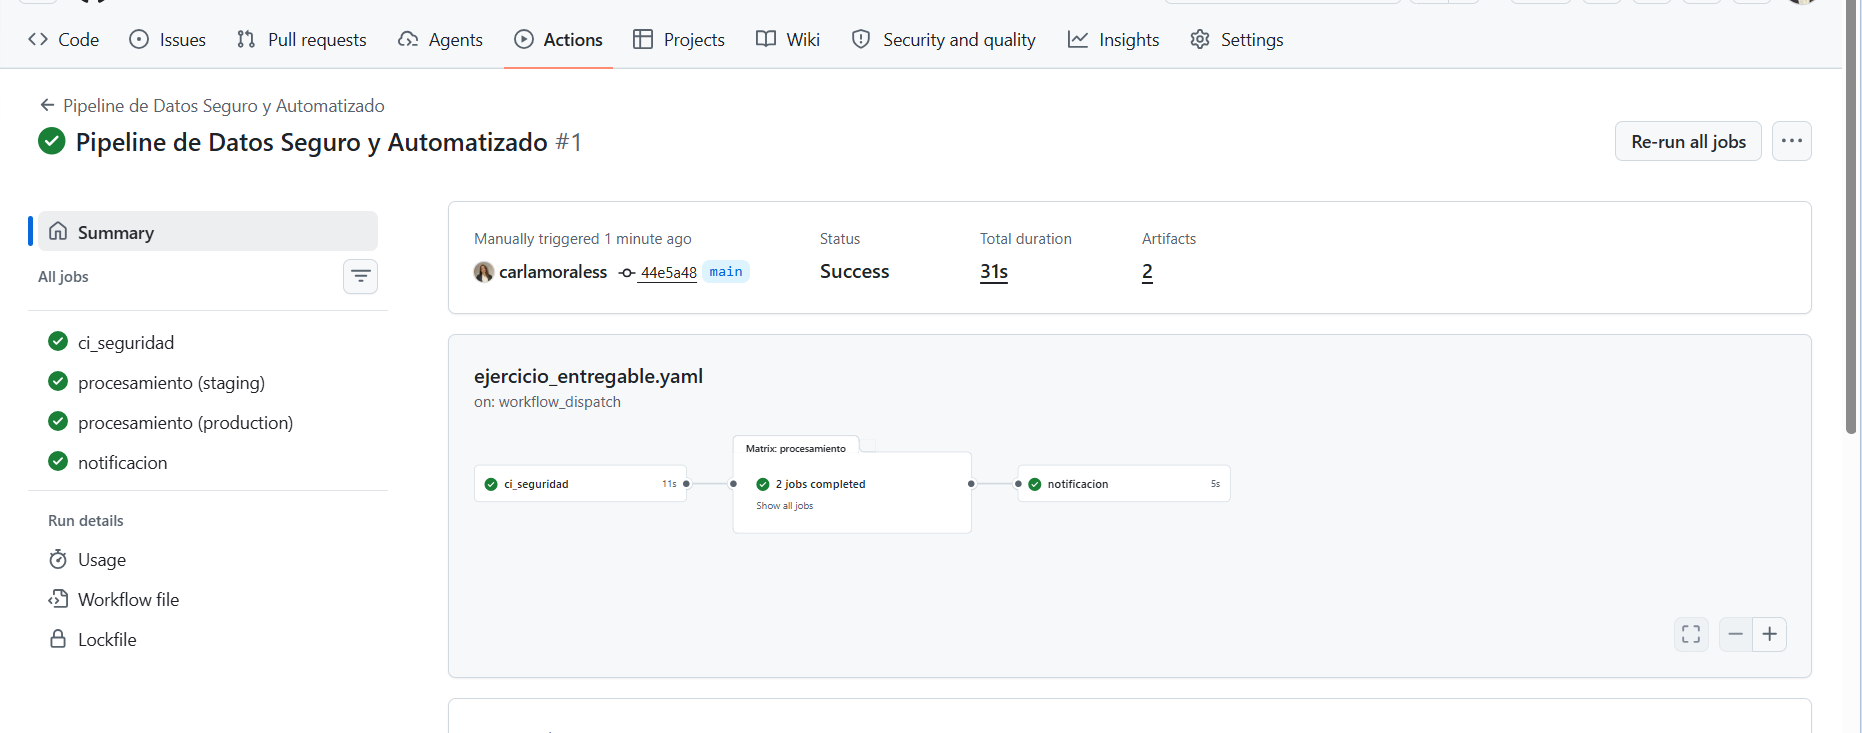 Code Issues Pull requests Agents Actions Projects Wiki Security and quality Insights Settings
Pipeline de Datos Seguro y Automatizado
Pipeline de Datos Seguro y Automatizado #1
Re-run all jobs
Summary
All jobs
ci_seguridad
procesamiento (staging)
procesamiento (production)
notificacion
Run details
Usage
Workflow file
Lockfile
Manually triggered 1 minute ago
carlamoraless 44e5a48 main
Status
Success
Total duration
31s
Artifacts
2
ejercicio_entregable.yaml
on: workflow_dispatch
Matrix: procesamiento
ci_seguridad 11s
2 jobs completed
Show all jobs
notificacion 5s